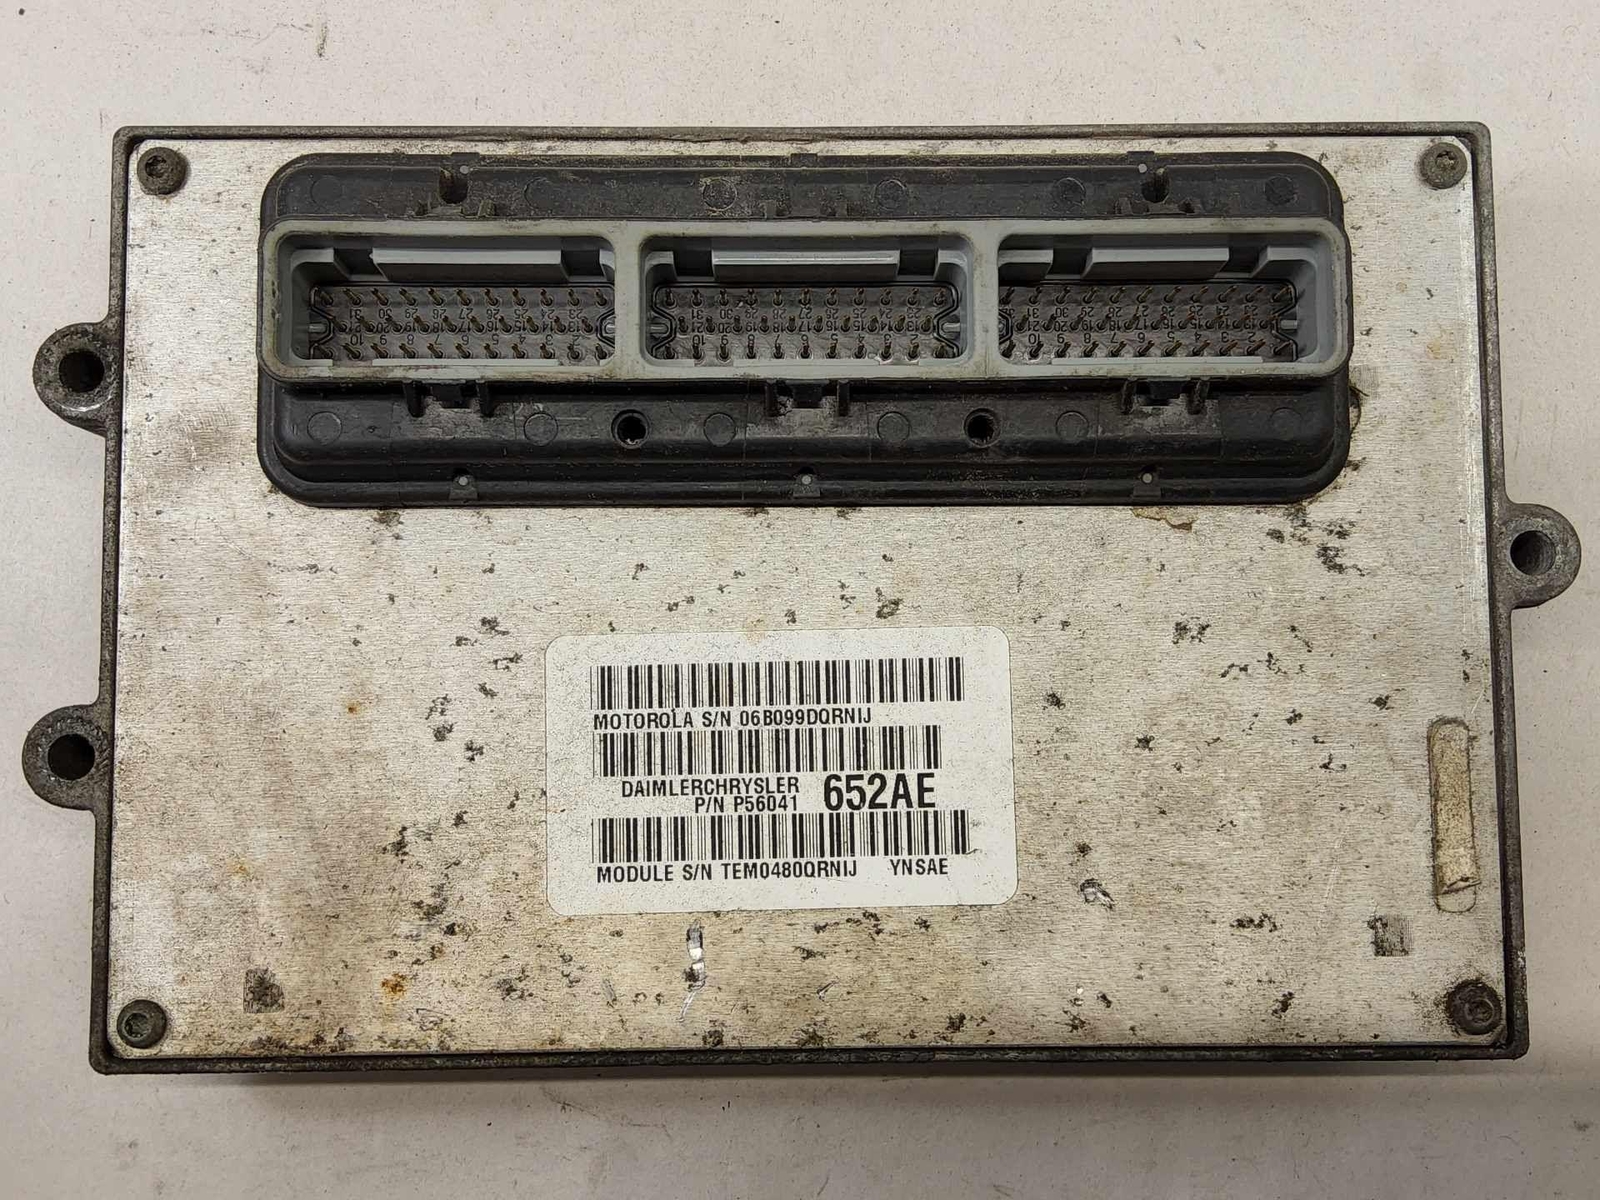 MOTOROLA S/N 06B099DQRNIJ
DAIMLERCHRYSLER
P/N P56041 652AE
MODULE S/N TEM0480QRNIJ YNSAE